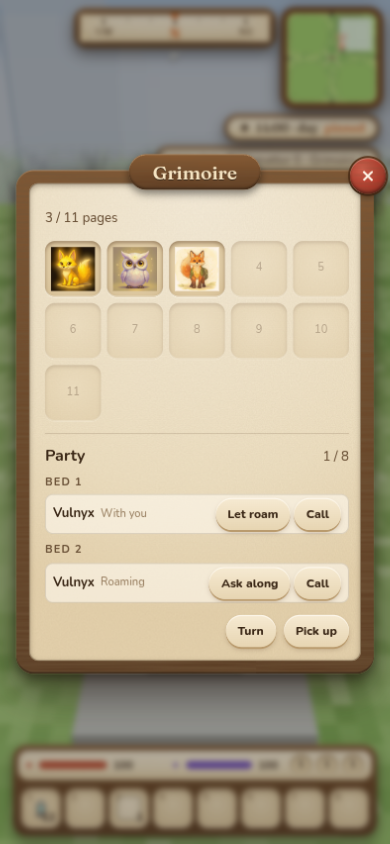 Grimoire
×
3 / 11 pages
4
5
6
7
8
9
10
11
Party
1 / 8
BED 1
Vulnyx With you Let roam Call
BED 2
Vulnyx Roaming Ask along Call
Turn Pick up